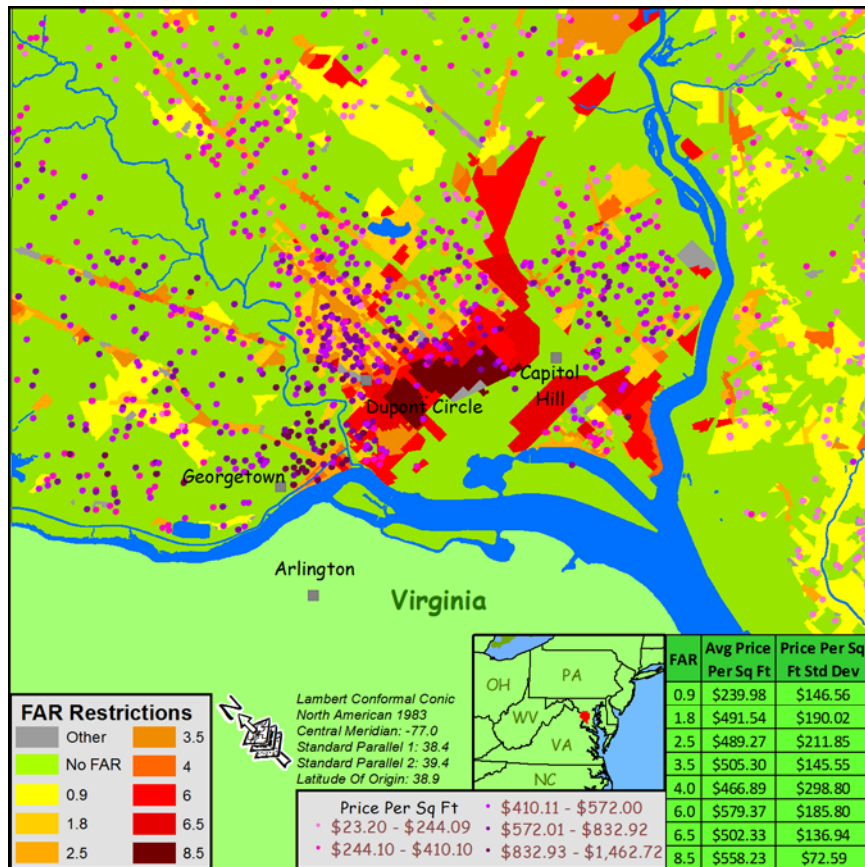 Capitol
Hill
Dupont Circle
Georgetown
Arlington
Virginia
FAR Restrictions
Other
No FAR
0.9
1.8
2.5
3.5
4
6
6.5
8.5
N
Lambert Conformal Conic
North American 1983
Central Meridian: -77.0
Standard Parallel 1: 38.4
Standard Parallel 2: 39.4
Latitude Of Origin: 38.9
OH
PA
WV
VA
NC
Price Per Sq Ft
$23.20 - $244.09
$244.10 - $410.10
$410.11 - $572.00
$572.01 - $832.92
$832.93 - $1,462.72
FAR Avg Price Per Sq Ft Price Per Sq Ft Std Dev
0.9 $239.98 $146.56
1.8 $491.54 $190.02
2.5 $489.27 $211.85
3.5 $505.30 $145.55
4.0 $466.89 $298.80
6.0 $579.37 $185.80
6.5 $502.33 $136.94
8.5 $558.23 $72.59